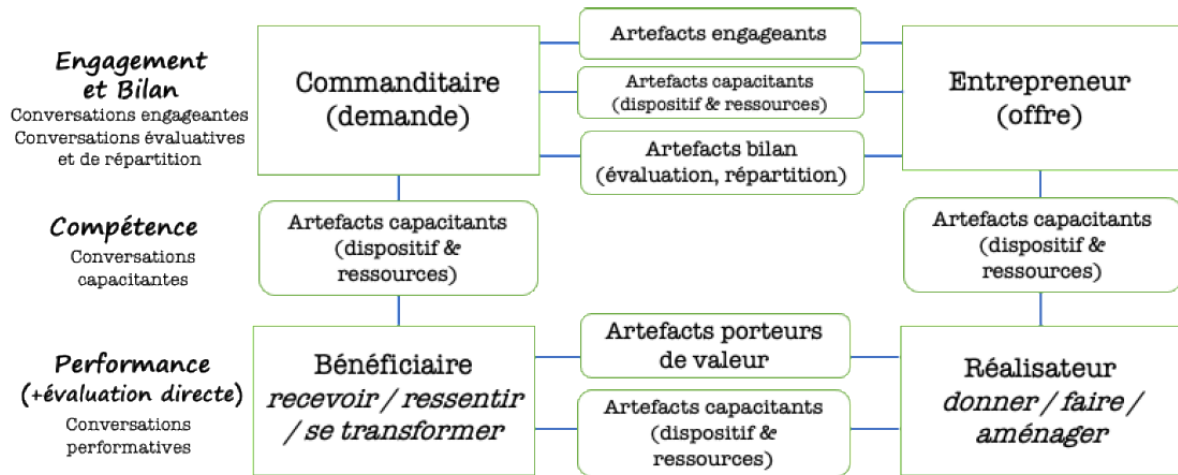 Engagement
et Bilan
Conversations engageantes
Conversations évaluatives
et de répartition
Commanditaire
(demande)
Artefacts engageants
Artefacts capacitants
(dispositif & ressources)
Artefacts bilan
(évaluation, répartition)
Entrepreneur
(offre)
Compétence
Conversations
capacitantes
Artefacts capacitants
(dispositif &
ressources)
Artefacts capacitants
(dispositif &
ressources)
Performance
(+évaluation directe)
Conversations
performatives
Bénéficiaire
recevoir / ressentir
/ se transformer
Artefacts porteurs
de valeur
Artefacts capacitants
(dispositif &
ressources)
Réalisateur
donner / faire /
aménager